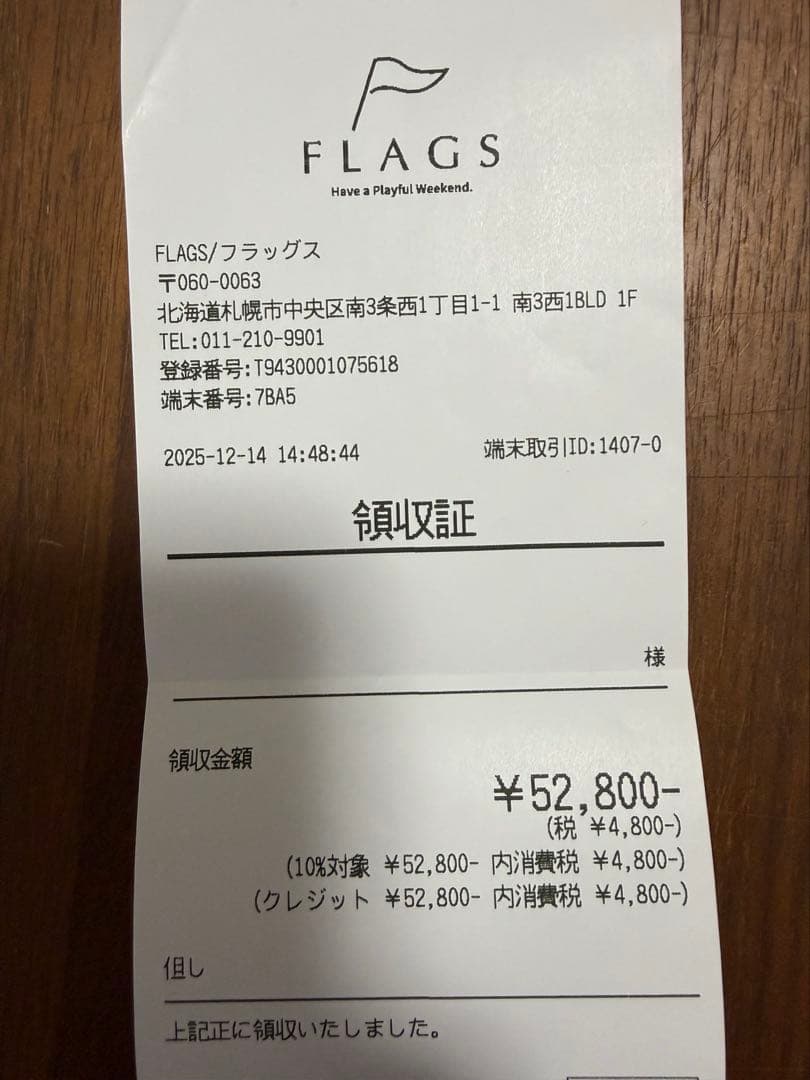 FLAGS
Have a Playful Weekend.
FLAGS/フラッグス
〒060-0063
北海道札幌市中央区南3条西1丁目1-1 南3西1BLD 1F
TEL:011-210-9901
登録番号:T9430001075618
端末番号:7BA5
2025-12-14 14:48:44 端末取引ID:1407-0
領収証
様
領収金額
¥52,800-
(税 ¥4,800-)
(10%対象 ¥52,800- 内消費税 ¥4,800-)
(クレジット ¥52,800- 内消費税 ¥4,800-)
但し
上記正に領収いたしました。